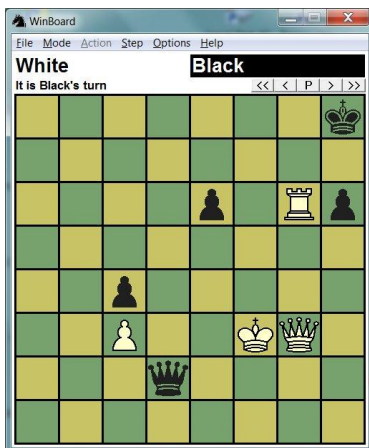 WinBoard
File Mode Action Step Options Help
White Black
It is Black's turn << < P > >>